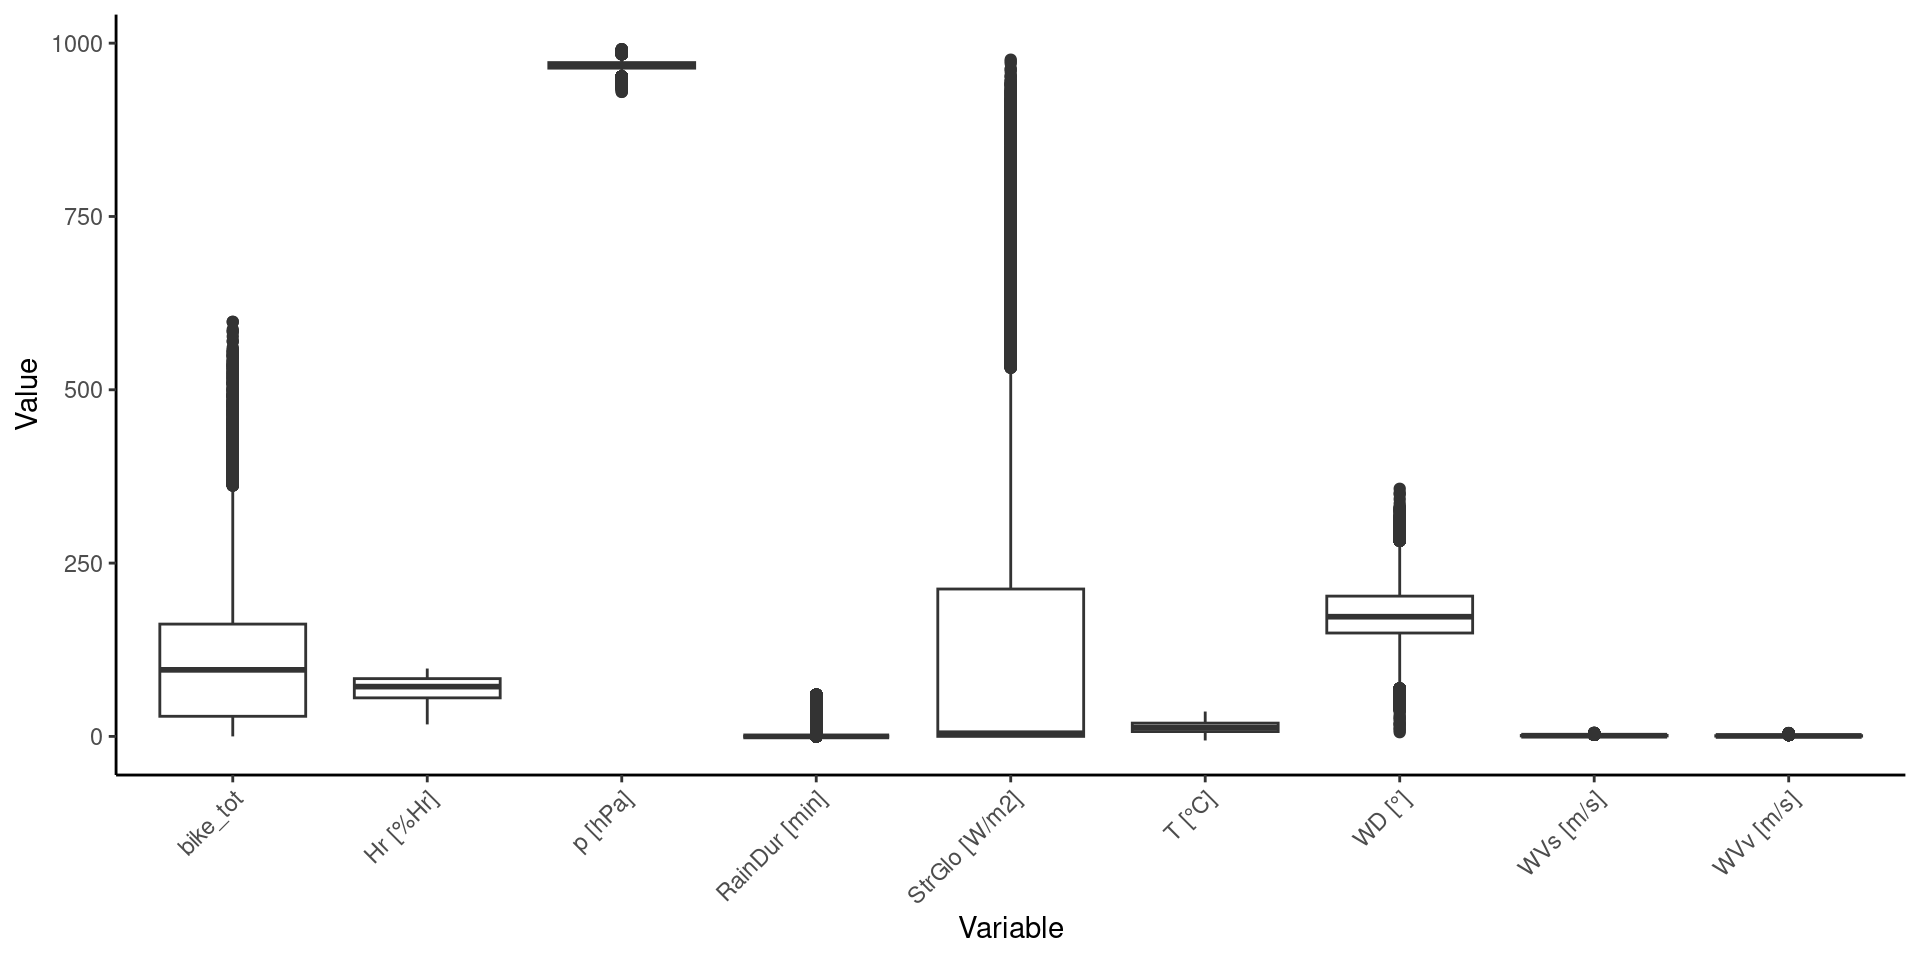 1000
750
500
250
0
Value
bike_tot
Hr [%Hr]
p [hPa]
RainDur [min]
StrGlo [W/m2]
T [°C]
WD [°]
WVs [m/s]
WVv [m/s]
Variable